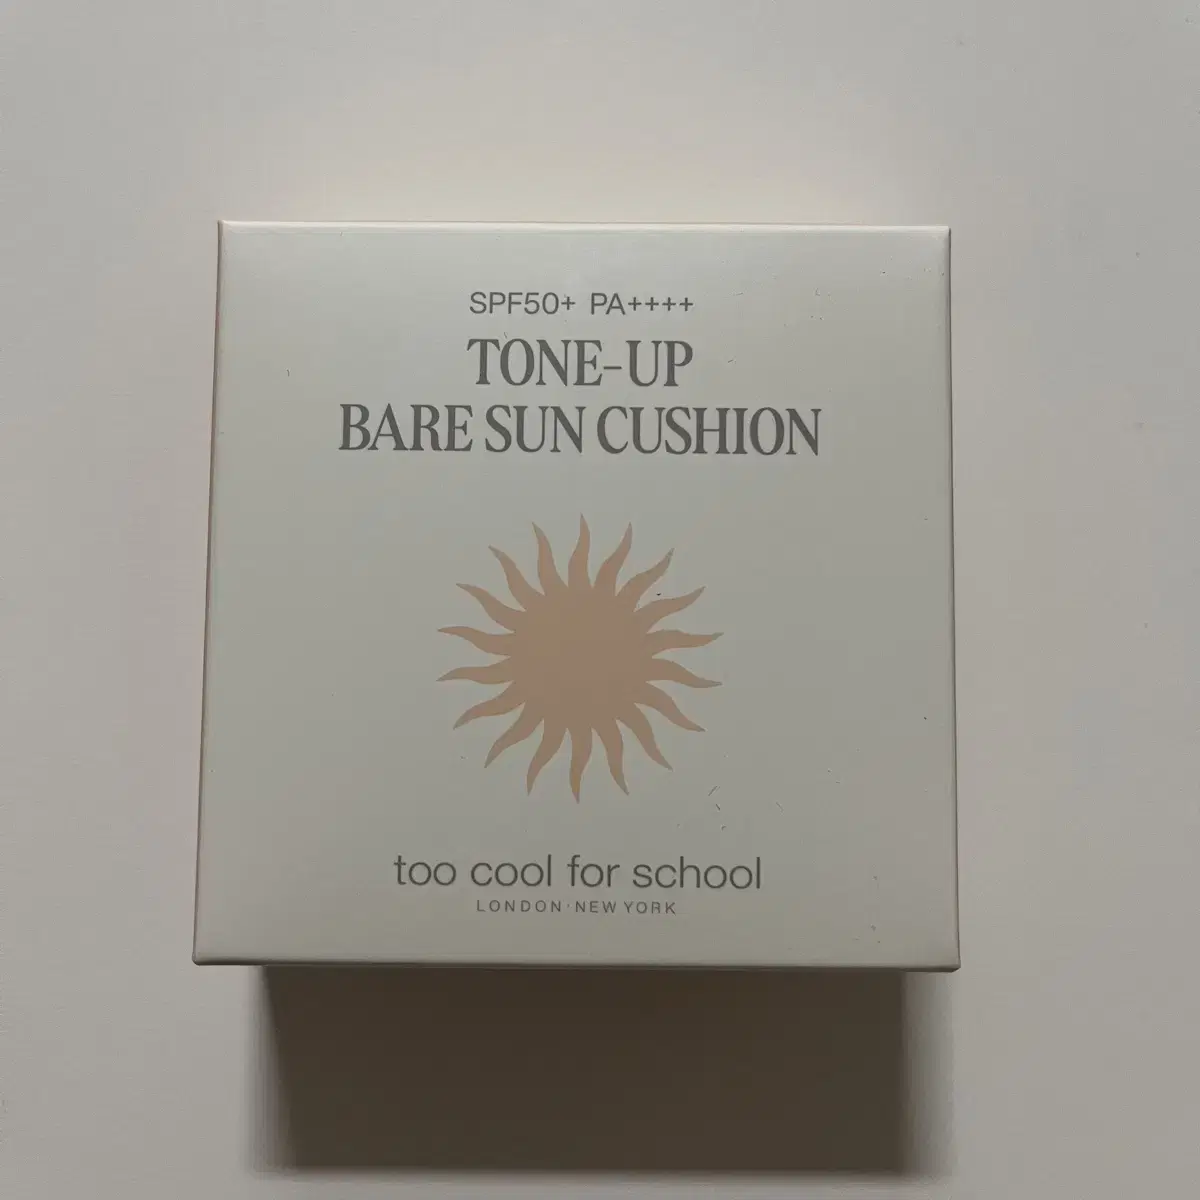 SPF50+ PA++++
TONE-UP
BARE SUN CUSHION
too cool for school
LONDON·NEW YORK